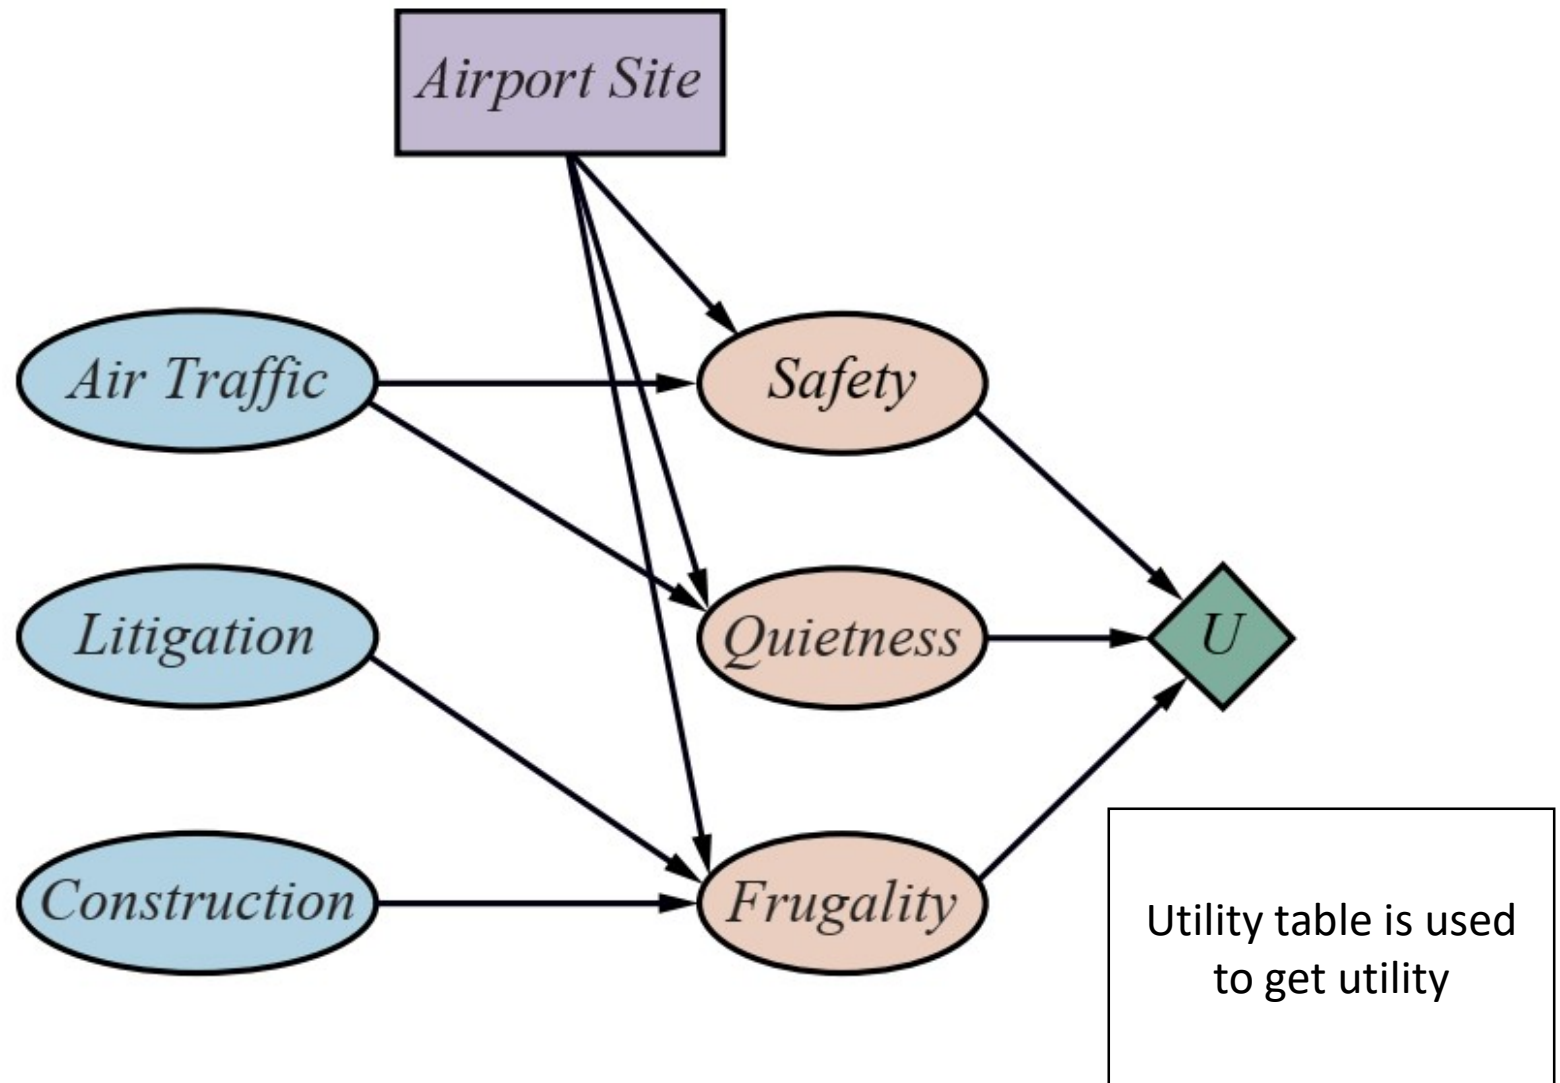 Airport Site
Air Traffic
Safety
Litigation
Quietness
U
Construction
Frugality
Utility table is used
to get utility